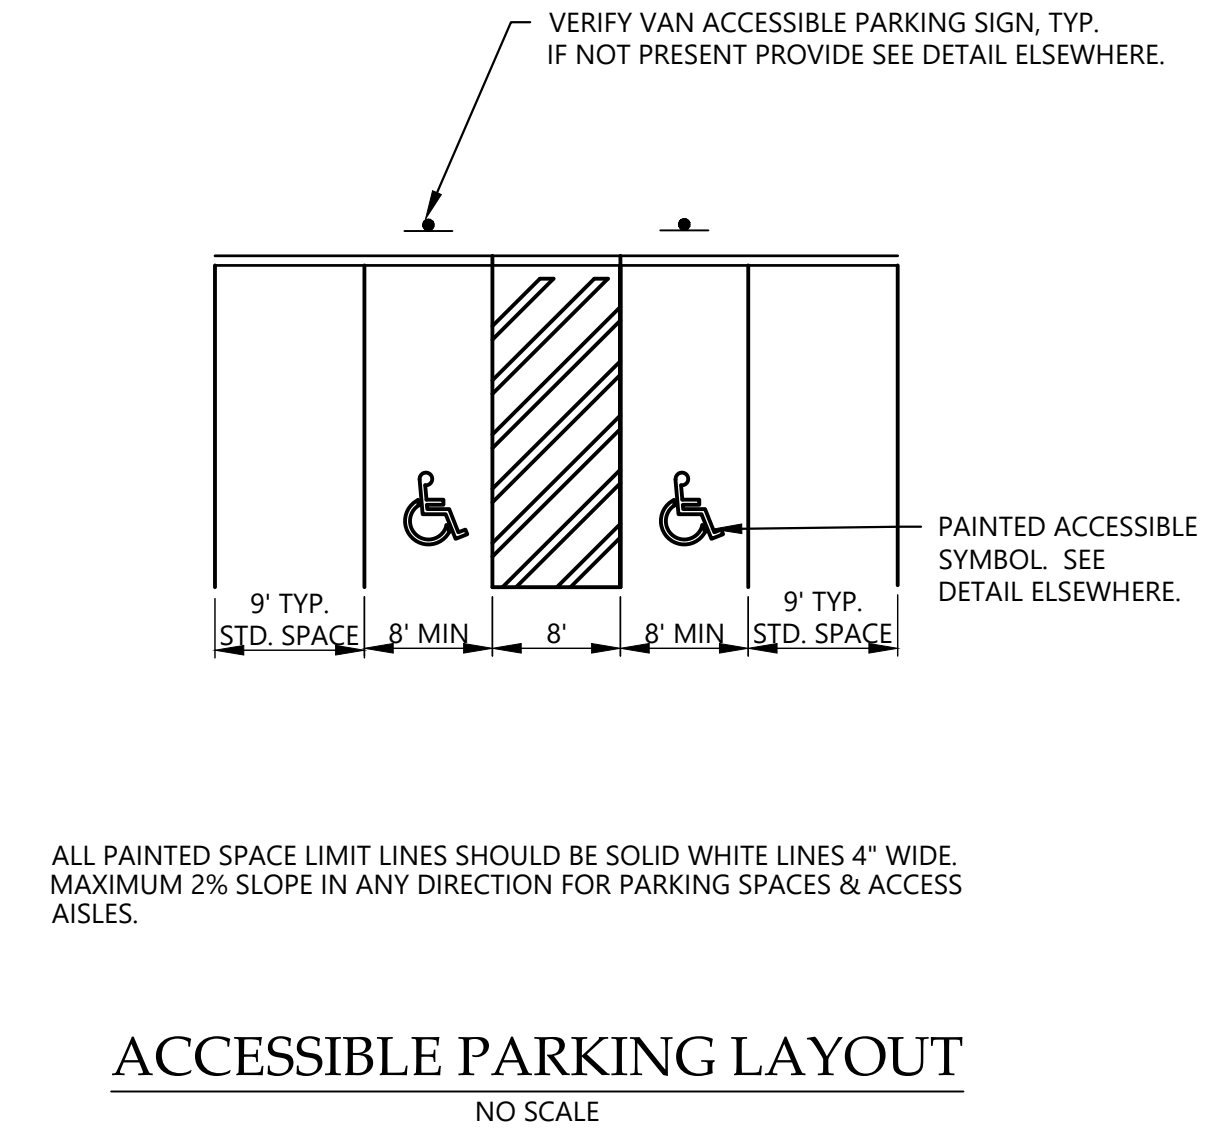 VERIFY VAN ACCESSIBLE PARKING SIGN, TYP.
IF NOT PRESENT PROVIDE SEE DETAIL ELSEWHERE.
PAINTED ACCESSIBLE
SYMBOL. SEE
DETAIL ELSEWHERE.
9' TYP.
STD. SPACE
8' MIN
8'
8' MIN
9' TYP.
STD. SPACE
ALL PAINTED SPACE LIMIT LINES SHOULD BE SOLID WHITE LINES 4" WIDE.
MAXIMUM 2% SLOPE IN ANY DIRECTION FOR PARKING SPACES & ACCESS
AISLES.
ACCESSIBLE PARKING LAYOUT
NO SCALE